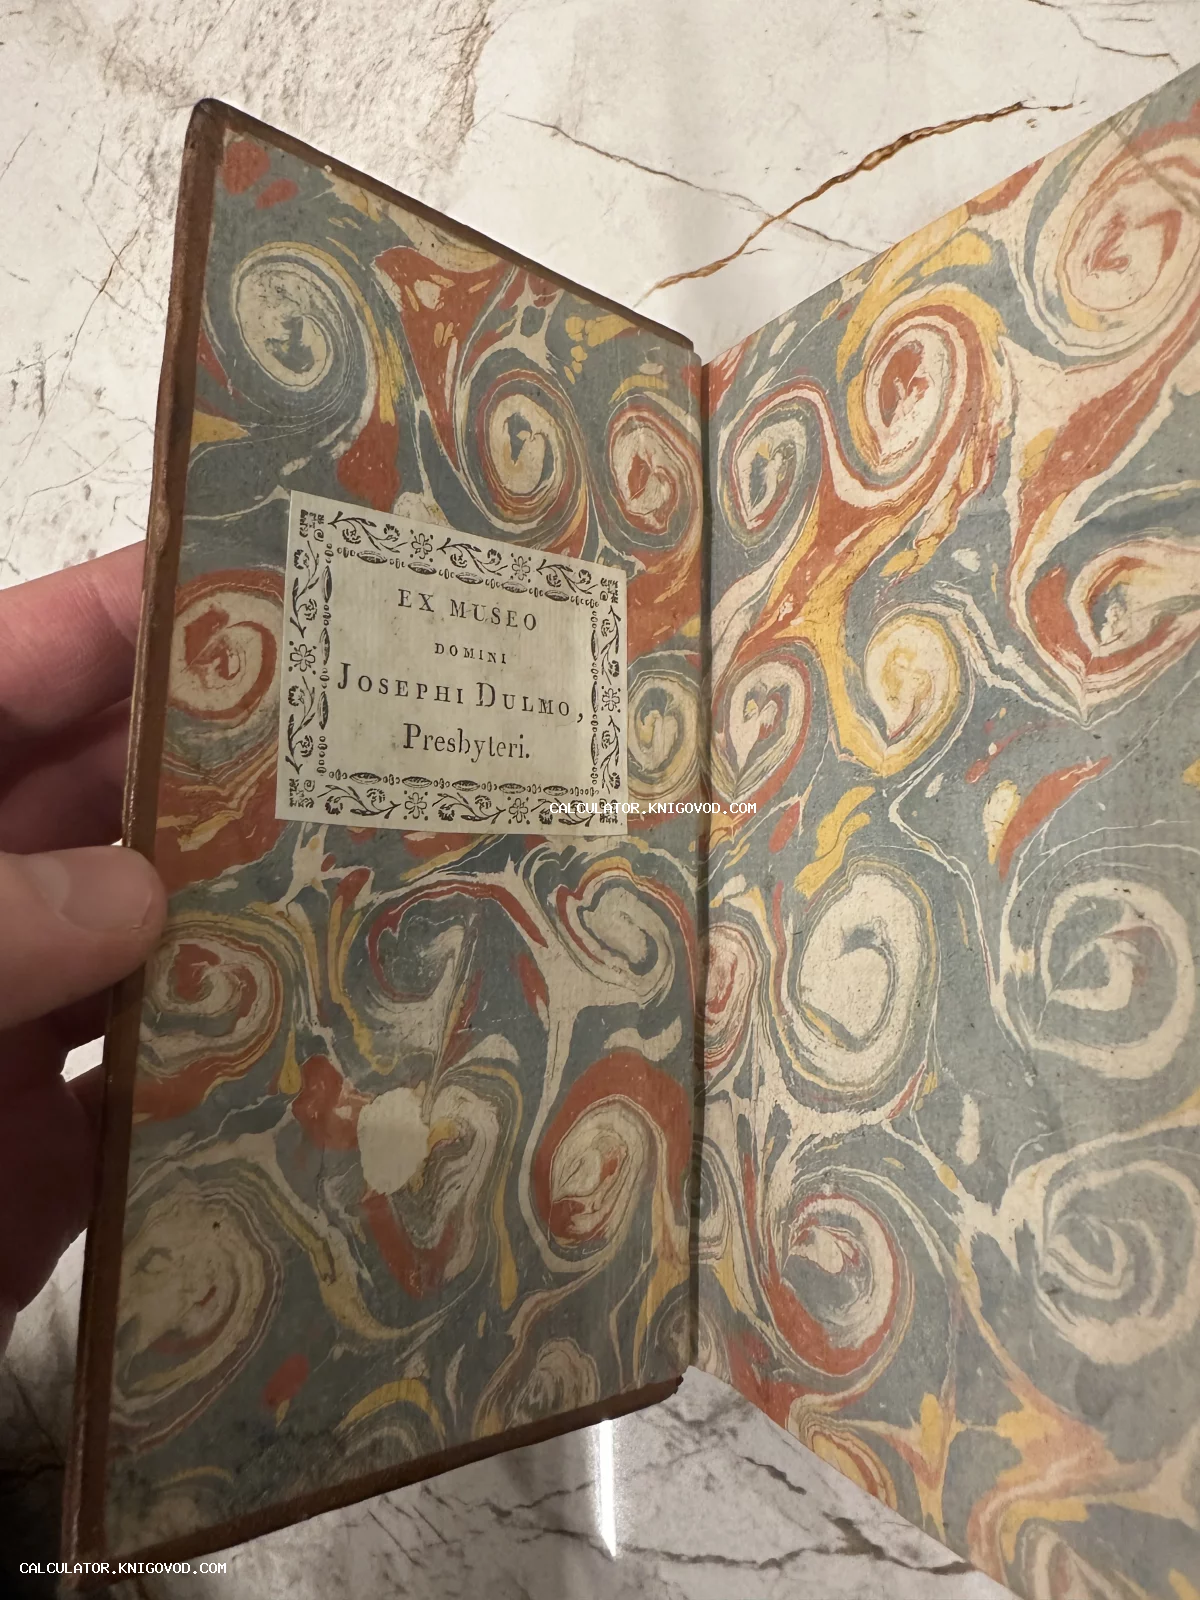 EX MUSEO
DOMINI
JOSEPHI DULMO,
Presbyteri.
CALCULATOR.KNIGOVOD.COM
CALCULATOR.KNIGOVOD.COM